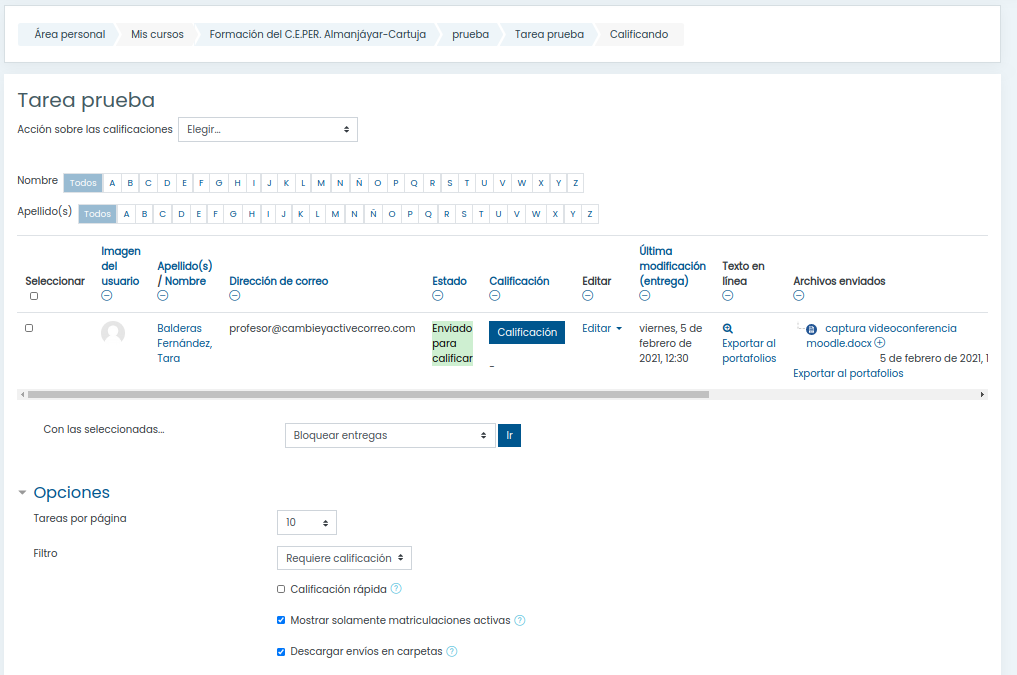 Área personal Mis cursos Formación del C.E.PER. Almanjáyar-Cartuja prueba Tarea prueba Calificando
Tarea prueba
Acción sobre las calificaciones Elegir...
Nombre Todos A B C D E F G H I J K L M N Ñ O P Q R S T U V W X Y Z
Apellido(s) Todos A B C D E F G H I J K L M N Ñ O P Q R S T U V W X Y Z
Seleccionar
Imagen
del
usuario
Apellido(s)
/ Nombre
Dirección de correo
Estado
Calificación
Editar
Última
modificación
(entrega)
Texto en
línea
Archivos enviados
Balderas
Fernández,
Tara
profesor@cambieyactivecorreo.com
Enviado
para
calificar
Calificación
-
Editar
viernes, 5 de
febrero de
2021, 12:30
Exportar al
portafolios
captura videoconferencia
moodle.docx
5 de febrero de 2021, 1
Exportar al portafolios
Con las seleccionadas... Bloquear entregas Ir
Opciones
Tareas por página 10
Filtro Requiere calificación
Calificación rápida
Mostrar solamente matriculaciones activas
Descargar envíos en carpetas